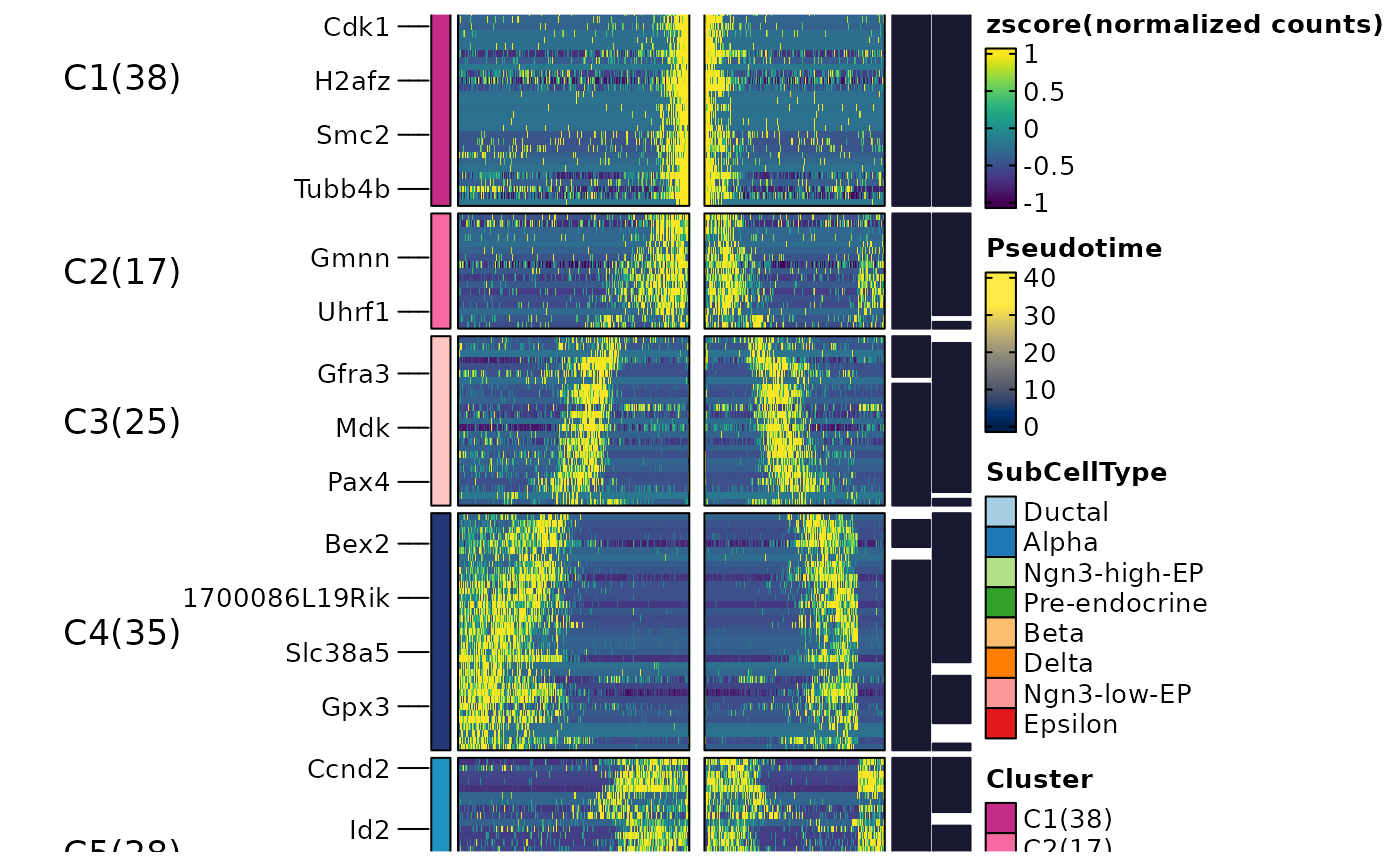 C1(38)
Cdk1
H2afz
Smc2
Tubb4b
C2(17)
Gmnn
Uhrf1
C3(25)
Gfra3
Mdk
Pax4
C4(35)
Bex2
1700086L19Rik
Slc38a5
Gpx3
C5(28)
Ccnd2
Id2
zscore(normalized counts)
1
0.5
0
-0.5
-1
Pseudotime
40
30
20
10
0
SubCellType
Ductal
Alpha
Ngn3-high-EP
Pre-endocrine
Beta
Delta
Ngn3-low-EP
Epsilon
Cluster
C1(38)
C2(17)